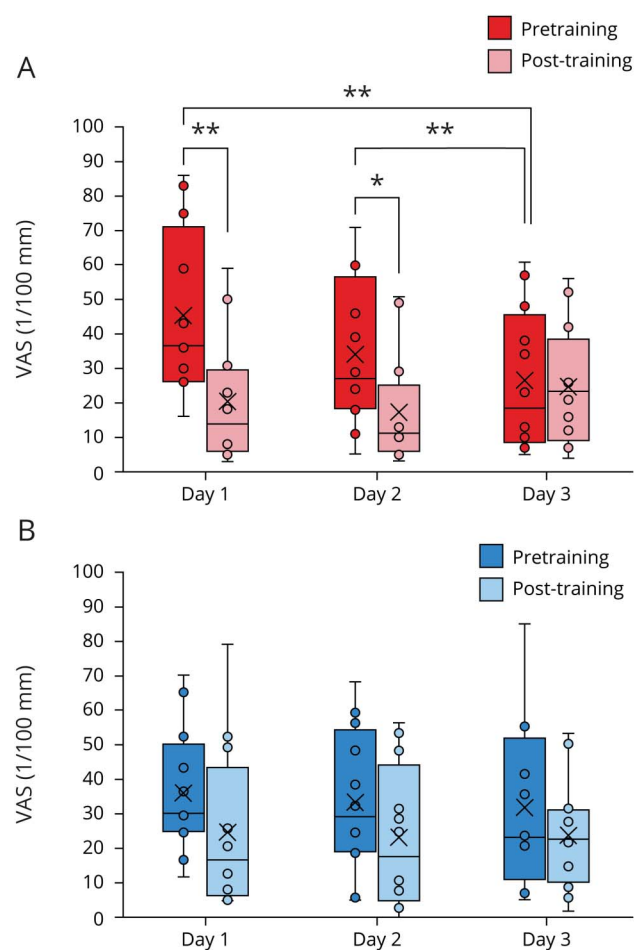 Pretraining
Post-training
A
**
**
**
*
VAS (1/100 mm)
100
90
80
70
60
50
40
30
20
10
0
Day 1
Day 2
Day 3
B
Pretraining
Post-training
VAS (1/100 mm)
100
90
80
70
60
50
40
30
20
10
0
Day 1
Day 2
Day 3